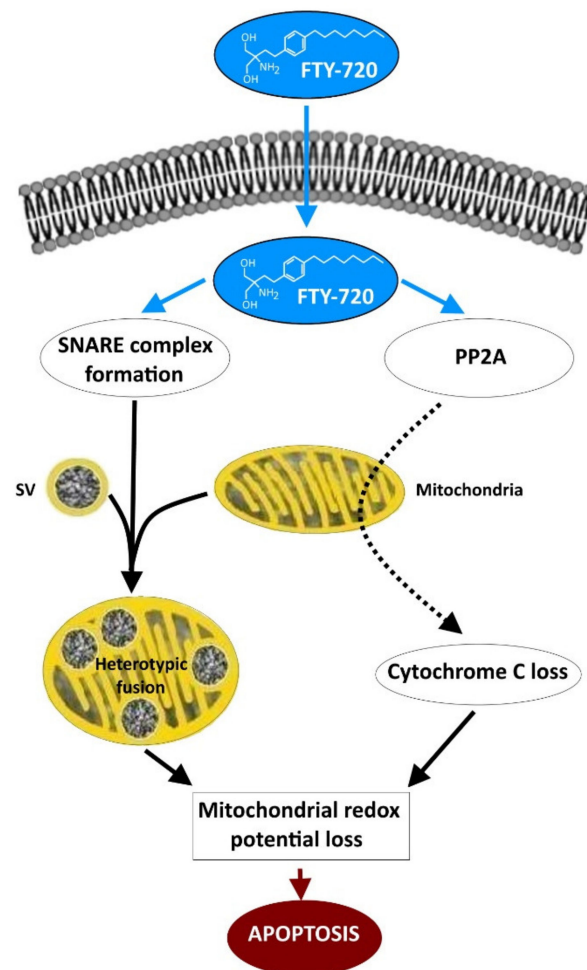 OH
NH2
OH
FTY-720
OH
NH2
OH
FTY-720
SNARE complex
formation
PP2A
SV
Mitochondria
Heterotypic
fusion
Cytochrome C loss
Mitochondrial redox
potential loss
APOPTOSIS